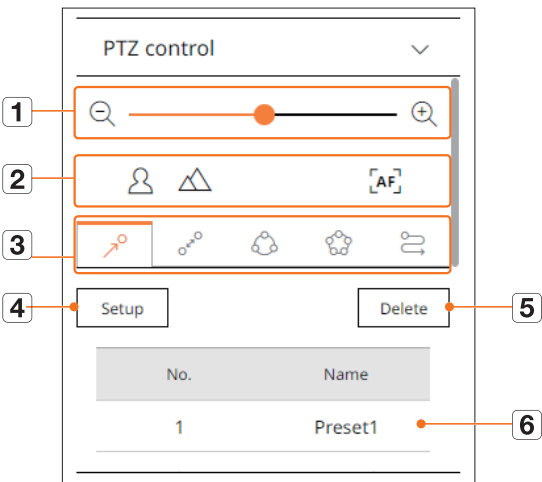 PTZ control
1
2
AF
3
4 Setup Delete 5
No. Name
1 Preset1 6